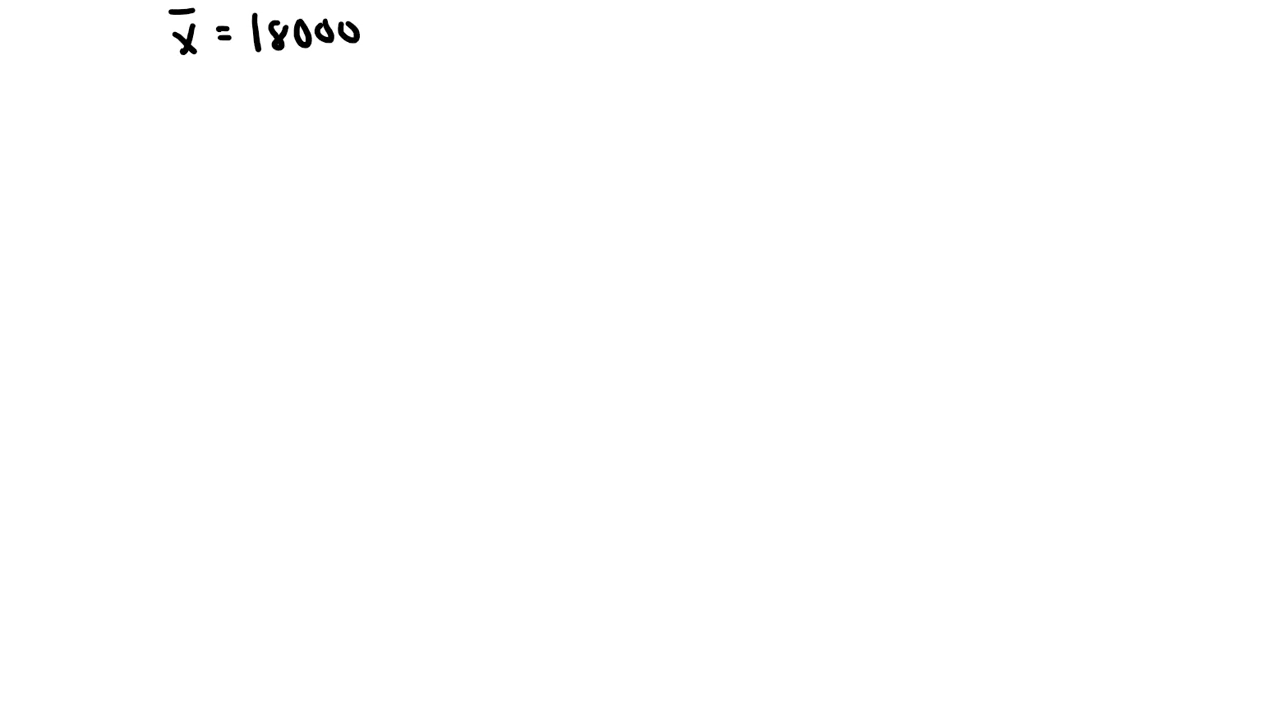 x̄ = 18000